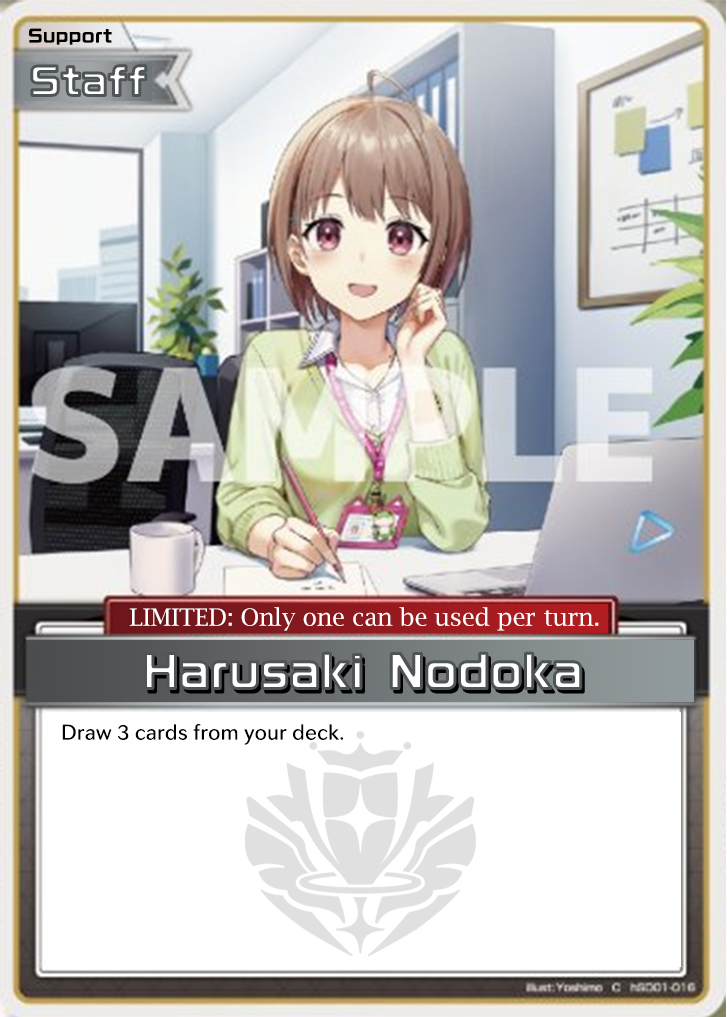 Support
Staff
SAMPLE
LIMITED: Only one can be used per turn.
Harusaki Nodoka
Draw 3 cards from your deck.
Illust: Yoshimo C hSD01-016